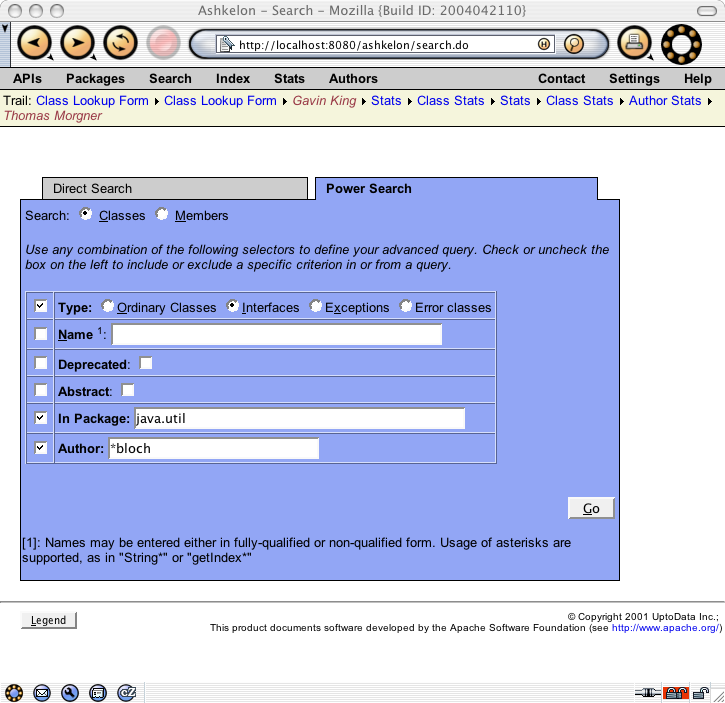 Ashkelon - Search - Mozilla {Build ID: 2004042110}
http://localhost:8080/ashkelon/search.do
APIs Packages Search Index Stats Authors Contact Settings Help
Trail: Class Lookup Form Class Lookup Form Gavin King Stats Class Stats Stats Class Stats Author Stats
Thomas Morgner
Direct Search Power Search
Search: Classes Members
Use any combination of the following selectors to define your advanced query. Check or uncheck the
box on the left to include or exclude a specific criterion in or from a query.
Type: Ordinary Classes Interfaces Exceptions Error classes
Name 1:
Deprecated:
Abstract:
In Package: java.util
Author: *bloch
Go
[1]: Names may be entered either in fully-qualified or non-qualified form. Usage of asterisks are
supported, as in "String*" or "getIndex*"
Legend
© Copyright 2001 UptoData Inc.;
This product documents software developed by the Apache Software Foundation (see http://www.apache.org/)
CZ